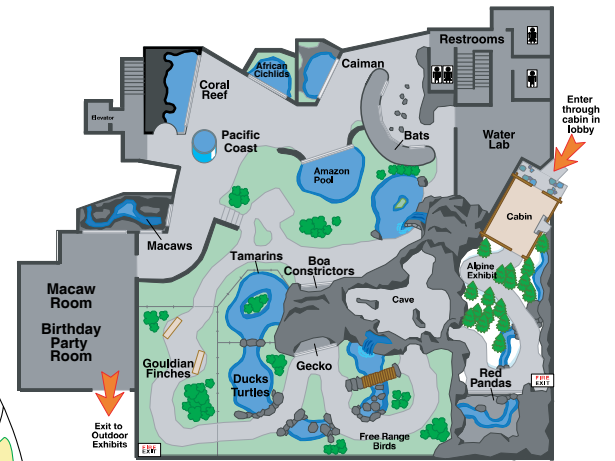 Restrooms
African
Cichlids
Caiman
Coral
Reef
Enter
through
cabin in
lobby
Elevator
Pacific
Coast
Bats
Water
Lab
Amazon
Pool
Cabin
Macaws
Tamarins
Boa
Constrictors
Alpine
Exhibit
Macaw
Room
Birthday
Party
Room
Cave
Gouldian
Finches
Gecko
Ducks
Turtles
Red
Pandas
FIRE
EXIT
Exit to
Outdoor
Exhibits
Free Range
Birds
FIRE
EXIT